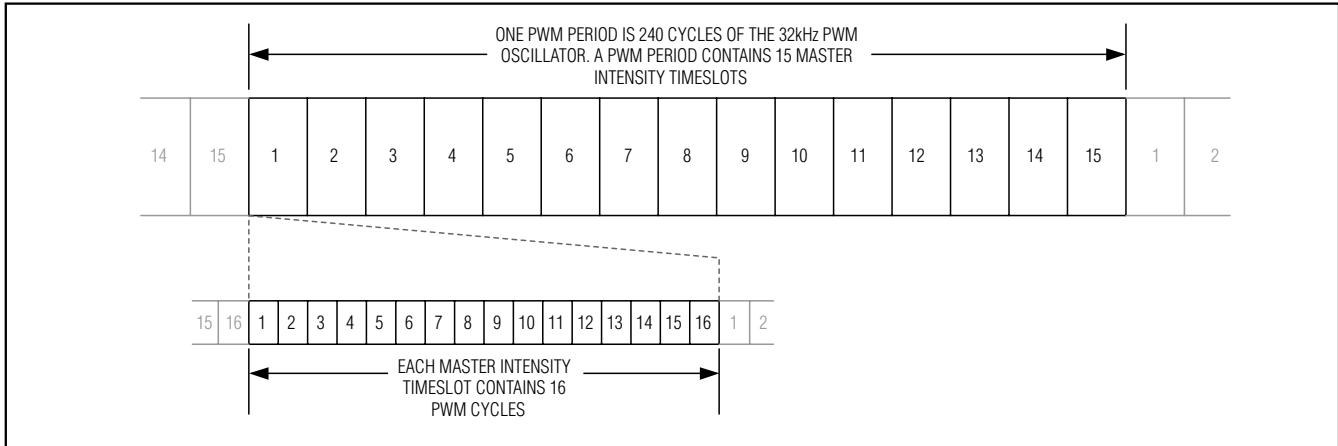 ONE PWM PERIOD IS 240 CYCLES OF THE 32kHz PWM
OSCILLATOR. A PWM PERIOD CONTAINS 15 MASTER
INTENSITY TIMESLOTS
14 15 1 2 3 4 5 6 7 8 9 10 11 12 13 14 15 1 2
15 16 1 2 3 4 5 6 7 8 9 10 11 12 13 14 15 16 1 2
EACH MASTER INTENSITY
TIMESLOT CONTAINS 16
PWM CYCLES